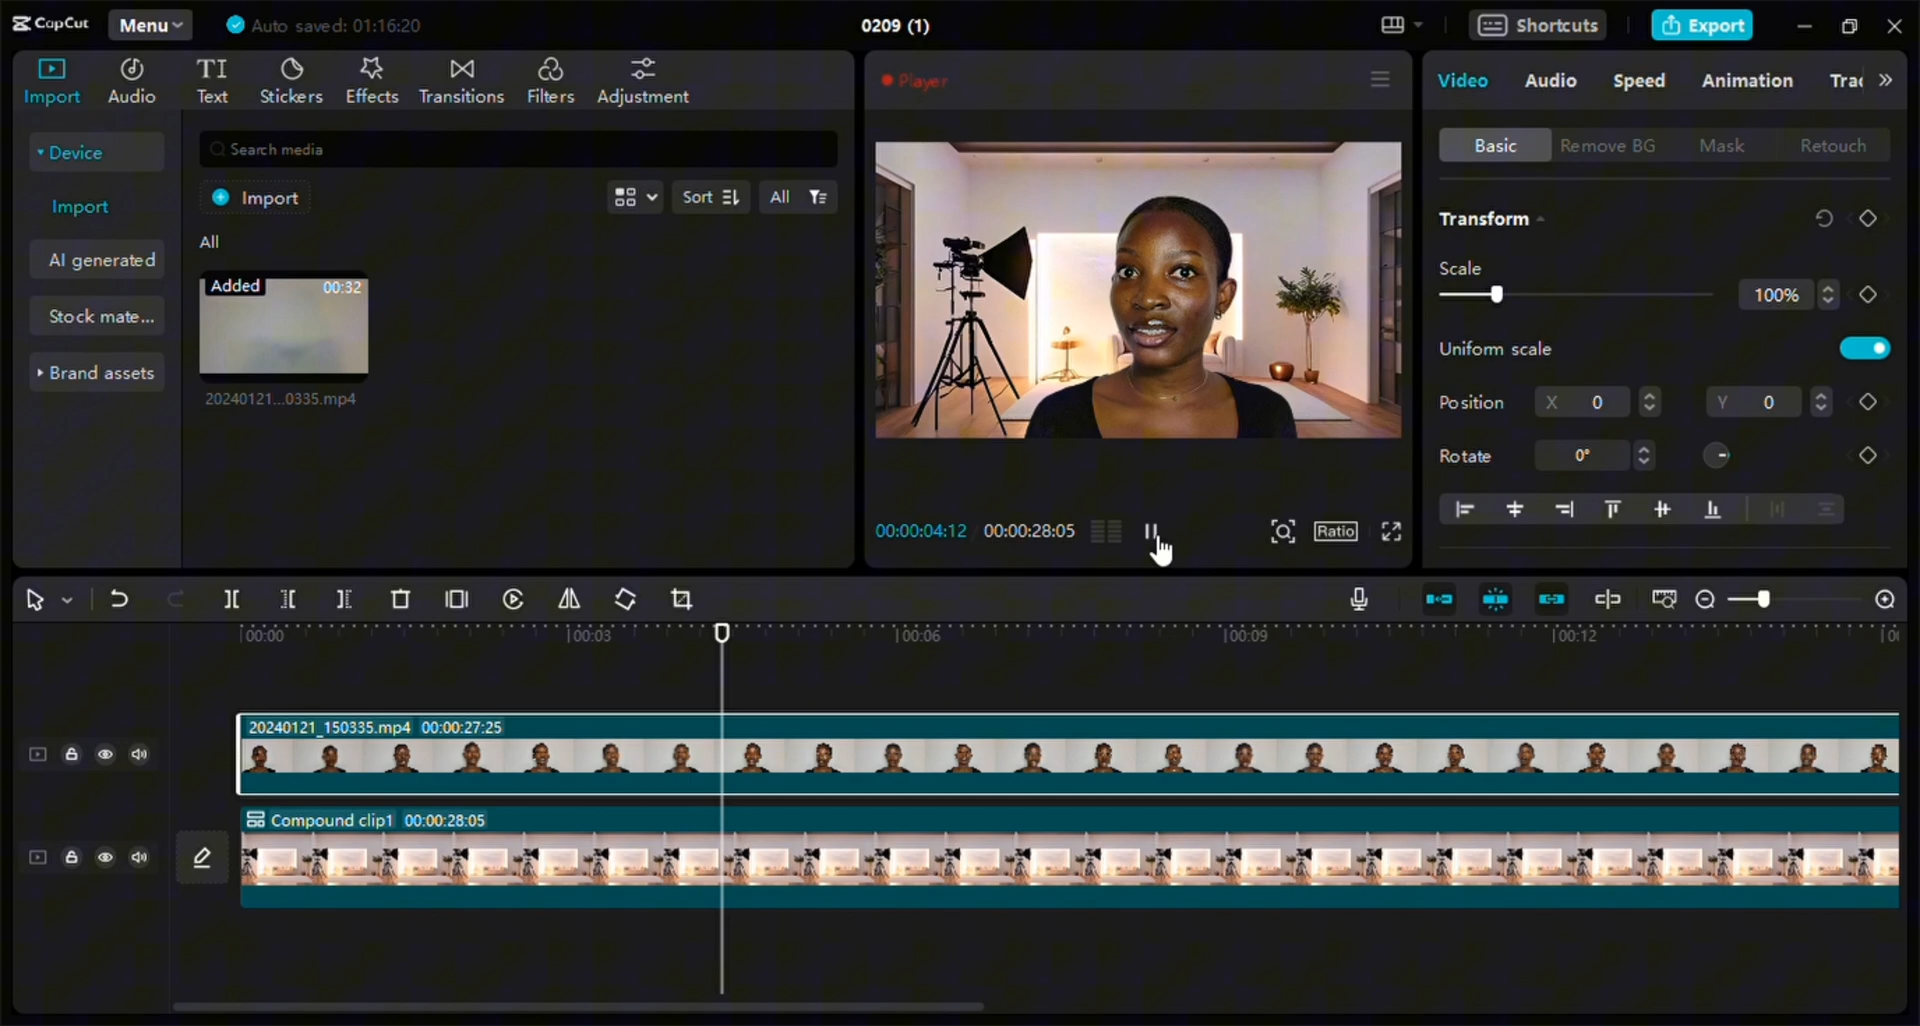 CapCut Menu Auto saved: 01:16:20 0209 (1) Shortcuts Export
Import Audio Text Stickers Effects Transitions Filters Adjustment
Device
Import
AI generated
Stock mate...
Brand assets
Search media
Import Sort All
All
Added 00:32
20240121...0335.mp4
Player
00:00:04:12 00:00:28:05 Ratio
Video Audio Speed Animation Trac
Basic Remove BG Mask Retouch
Transform
Scale
100%
Uniform scale
Position X 0 Y 0
Rotate 0°
00:00 00:03 00:06 00:09 00:12
20240121_150335.mp4 00:00:27:25
Compound clip1 00:00:28:05